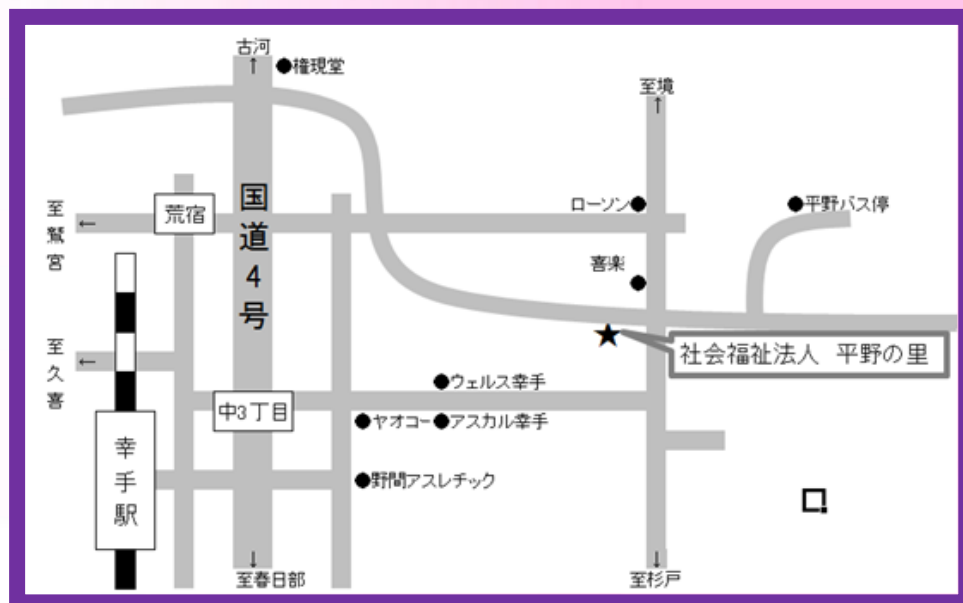 古河
↑
●権現堂
至境
↑
国道4号
荒宿
至鷲宮
←
ローソン●
●平野バス停
喜楽
●
★
社会福祉法人 平野の里
至久喜
←
●ウェルス幸手
中3丁目
●ヤオコー●アスカル幸手
幸手駅
●野間アスレチック
↓
至春日部
↓
至杉戸